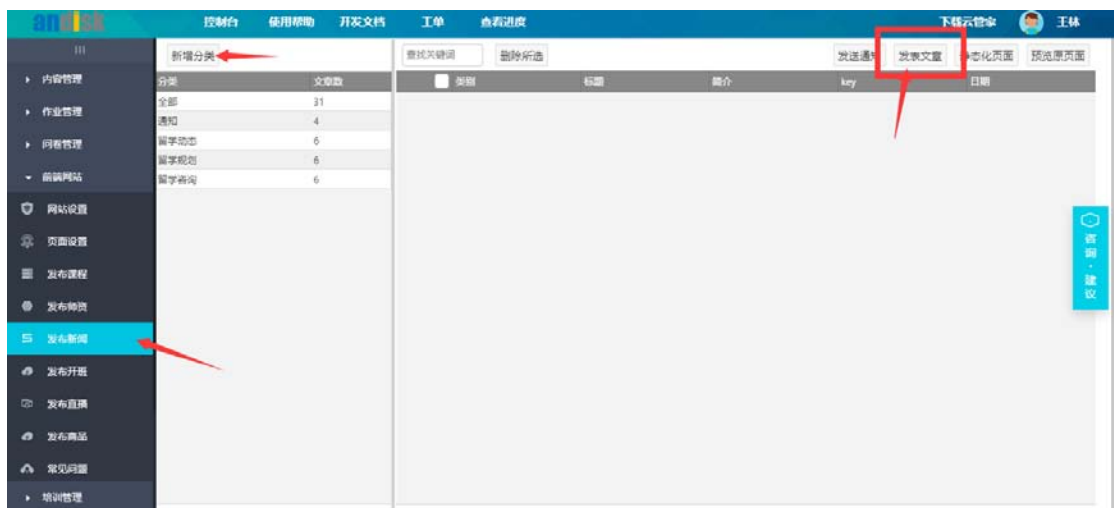 控制台 使用帮助 开发文档 工单 查看进度 下载云管家 王林
新增分类 查找关键词 删除所选 发送通知 发表文章 静态化页面 预览原页面
分类 文章数 类别 标题 简介 key 日期
全部 31
通知 4
留学动态 6
留学规划 6
留学咨询 6
内容管理
作业管理
问卷管理
前端网站
网站设置
页面设置
发布课程
发布师资
发布新闻
发布开班
发布直播
发布商品
常见问题
培训管理
咨询·建议